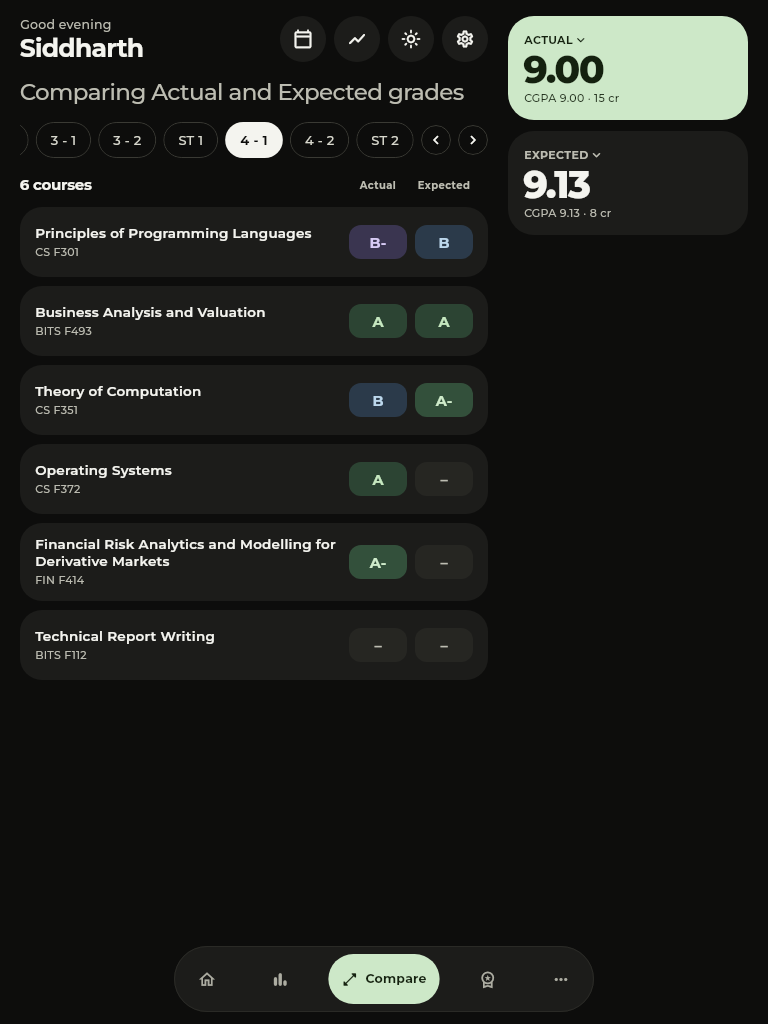 Good evening
Siddharth
Comparing Actual and Expected grades
3 - 1
3 - 2
ST 1
4 - 1
4 - 2
ST 2
6 courses
Actual
Expected
Principles of Programming Languages
CS F301
B-
B
Business Analysis and Valuation
BITS F493
A
A
Theory of Computation
CS F351
B
A-
Operating Systems
CS F372
A
–
Financial Risk Analytics and Modelling for
Derivative Markets
FIN F414
A-
–
Technical Report Writing
BITS F112
–
–
ACTUAL
9.00
CGPA 9.00 · 15 cr
EXPECTED
9.13
CGPA 9.13 · 8 cr
Compare